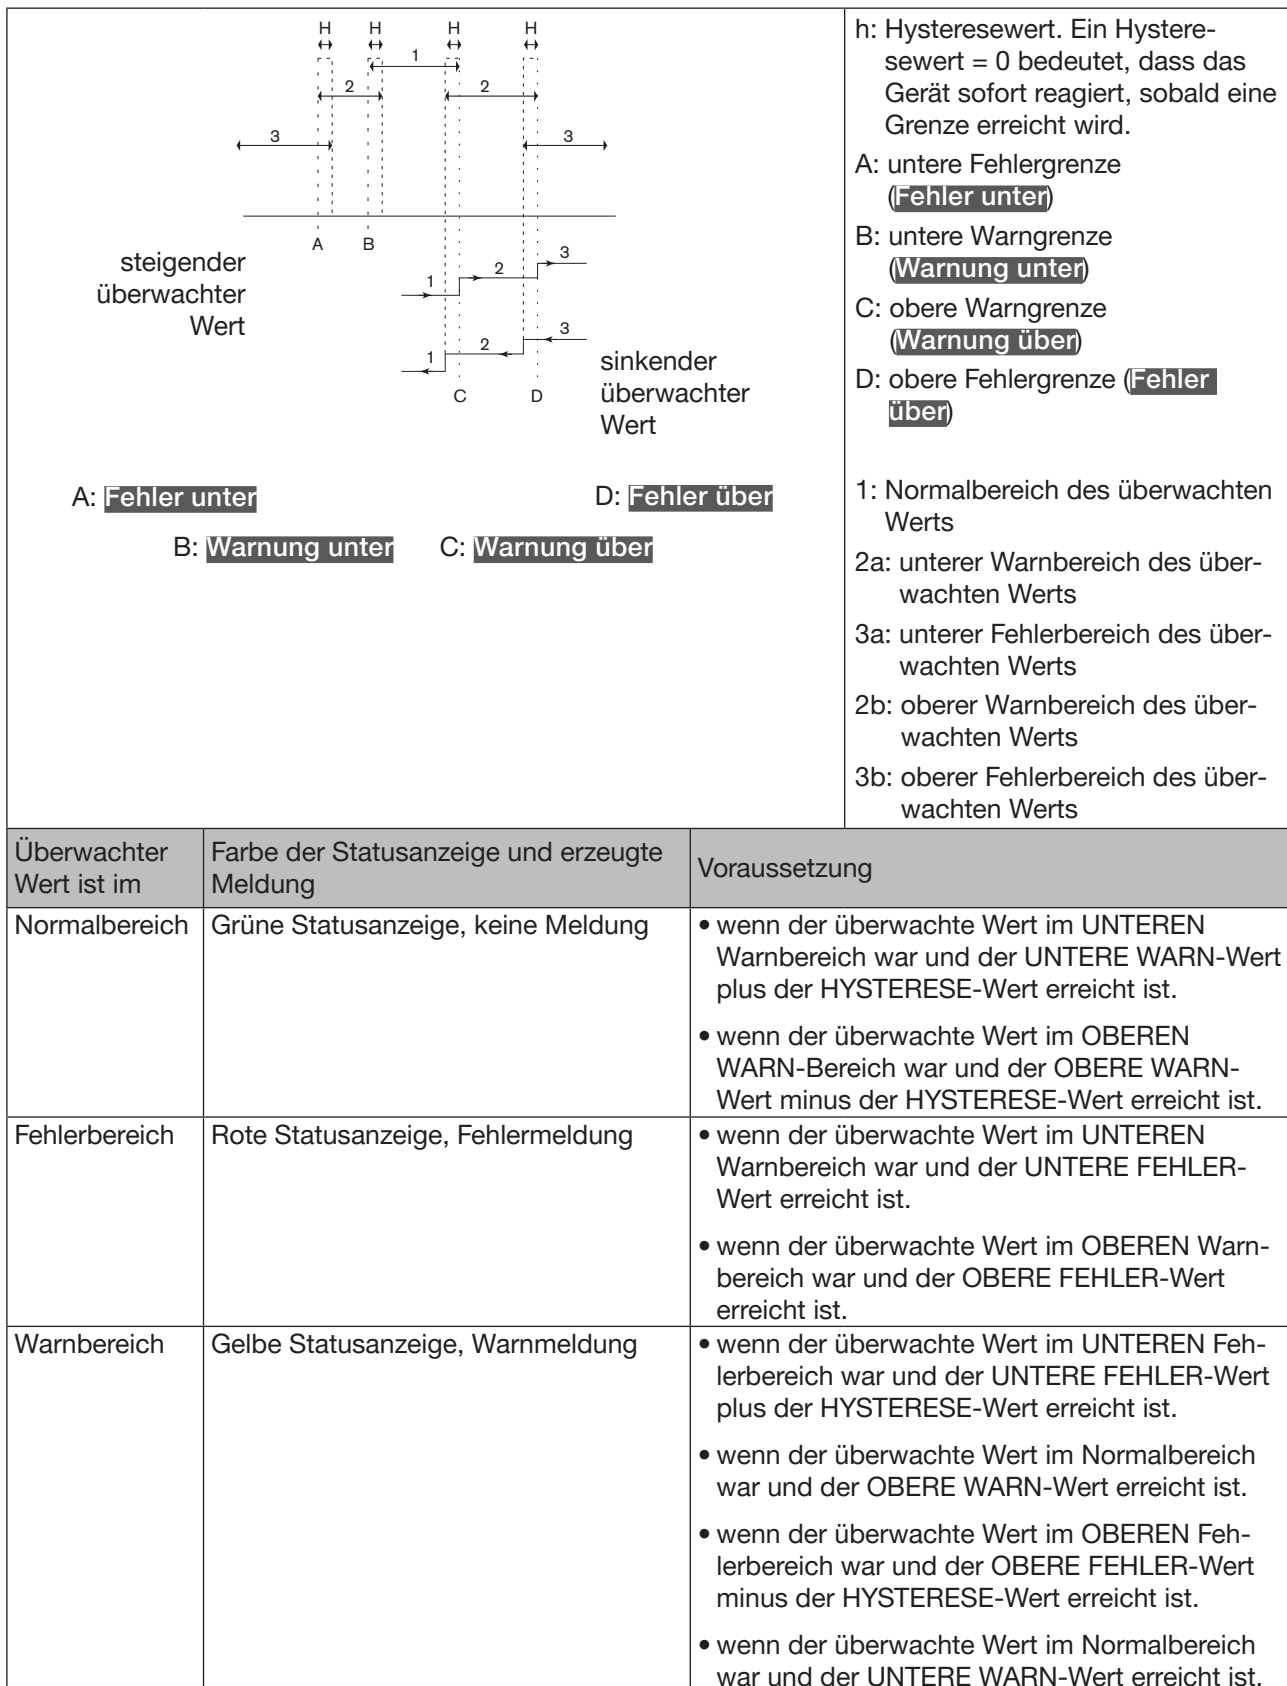 H H H H
1
2 2
3 3
A B
steigender
überwachter
Wert
1 2 3
1 2 3
C D
sinkender
überwachter
Wert
A: Fehler unter D: Fehler über
B: Warnung unter C: Warnung über
h: Hysteresewert. Ein Hystere-
sewert = 0 bedeutet, dass das
Gerät sofort reagiert, sobald eine
Grenze erreicht wird.
A: untere Fehlergrenze
(Fehler unter)
B: untere Warngrenze
(Warnung unter)
C: obere Warngrenze
(Warnung über)
D: obere Fehlergrenze (Fehler
über)
1: Normalbereich des überwachten
Werts
2a: unterer Warnbereich des über-
wachten Werts
3a: unterer Fehlerbereich des über-
wachten Werts
2b: oberer Warnbereich des über-
wachten Werts
3b: oberer Fehlerbereich des über-
wachten Werts
Überwachter
Wert ist im
Farbe der Statusanzeige und erzeugte
Meldung
Voraussetzung
Normalbereich
Grüne Statusanzeige, keine Meldung
• wenn der überwachte Wert im UNTEREN
Warnbereich war und der UNTERE WARN-Wert
plus der HYSTERESE-Wert erreicht ist.
• wenn der überwachte Wert im OBEREN
WARN-Bereich war und der OBERE WARN-
Wert minus der HYSTERESE-Wert erreicht ist.
Fehlerbereich
Rote Statusanzeige, Fehlermeldung
• wenn der überwachte Wert im UNTEREN
Warnbereich war und der UNTERE FEHLER-
Wert erreicht ist.
• wenn der überwachte Wert im OBEREN Warn-
bereich war und der OBERE FEHLER-Wert
erreicht ist.
Warnbereich
Gelbe Statusanzeige, Warnmeldung
• wenn der überwachte Wert im UNTEREN Feh-
lerbereich war und der UNTERE FEHLER-Wert
plus der HYSTERESE-Wert erreicht ist.
• wenn der überwachte Wert im Normalbereich
war und der OBERE WARN-Wert erreicht ist.
• wenn der überwachte Wert im OBEREN Feh-
lerbereich war und der OBERE FEHLER-Wert
minus der HYSTERESE-Wert erreicht ist.
• wenn der überwachte Wert im Normalbereich
war und der UNTERE WARN-Wert erreicht ist.